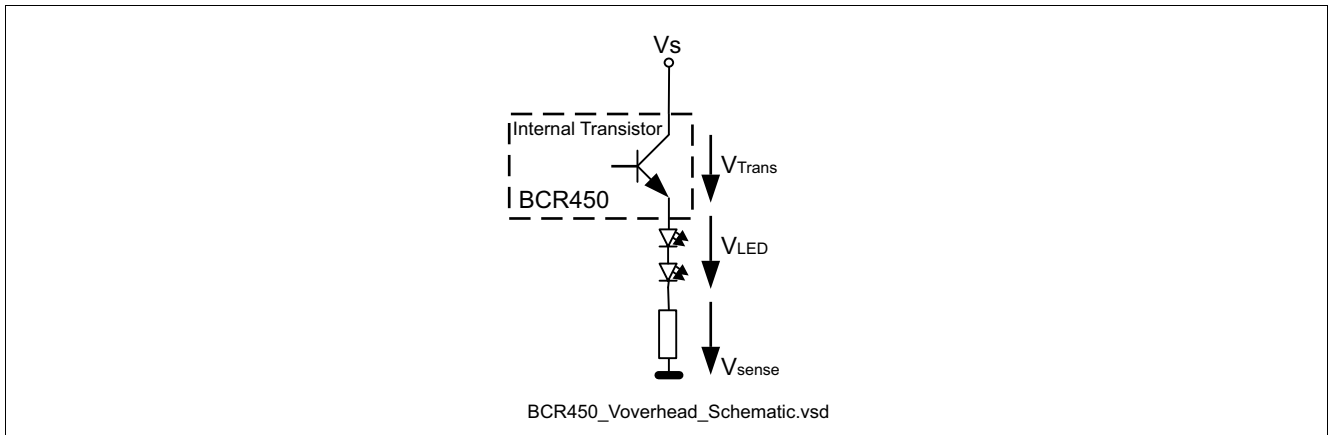 Vs
Internal Transistor
BCR450
VTrans
VLED
Vsense
BCR450_Voverhead_Schematic.vsd